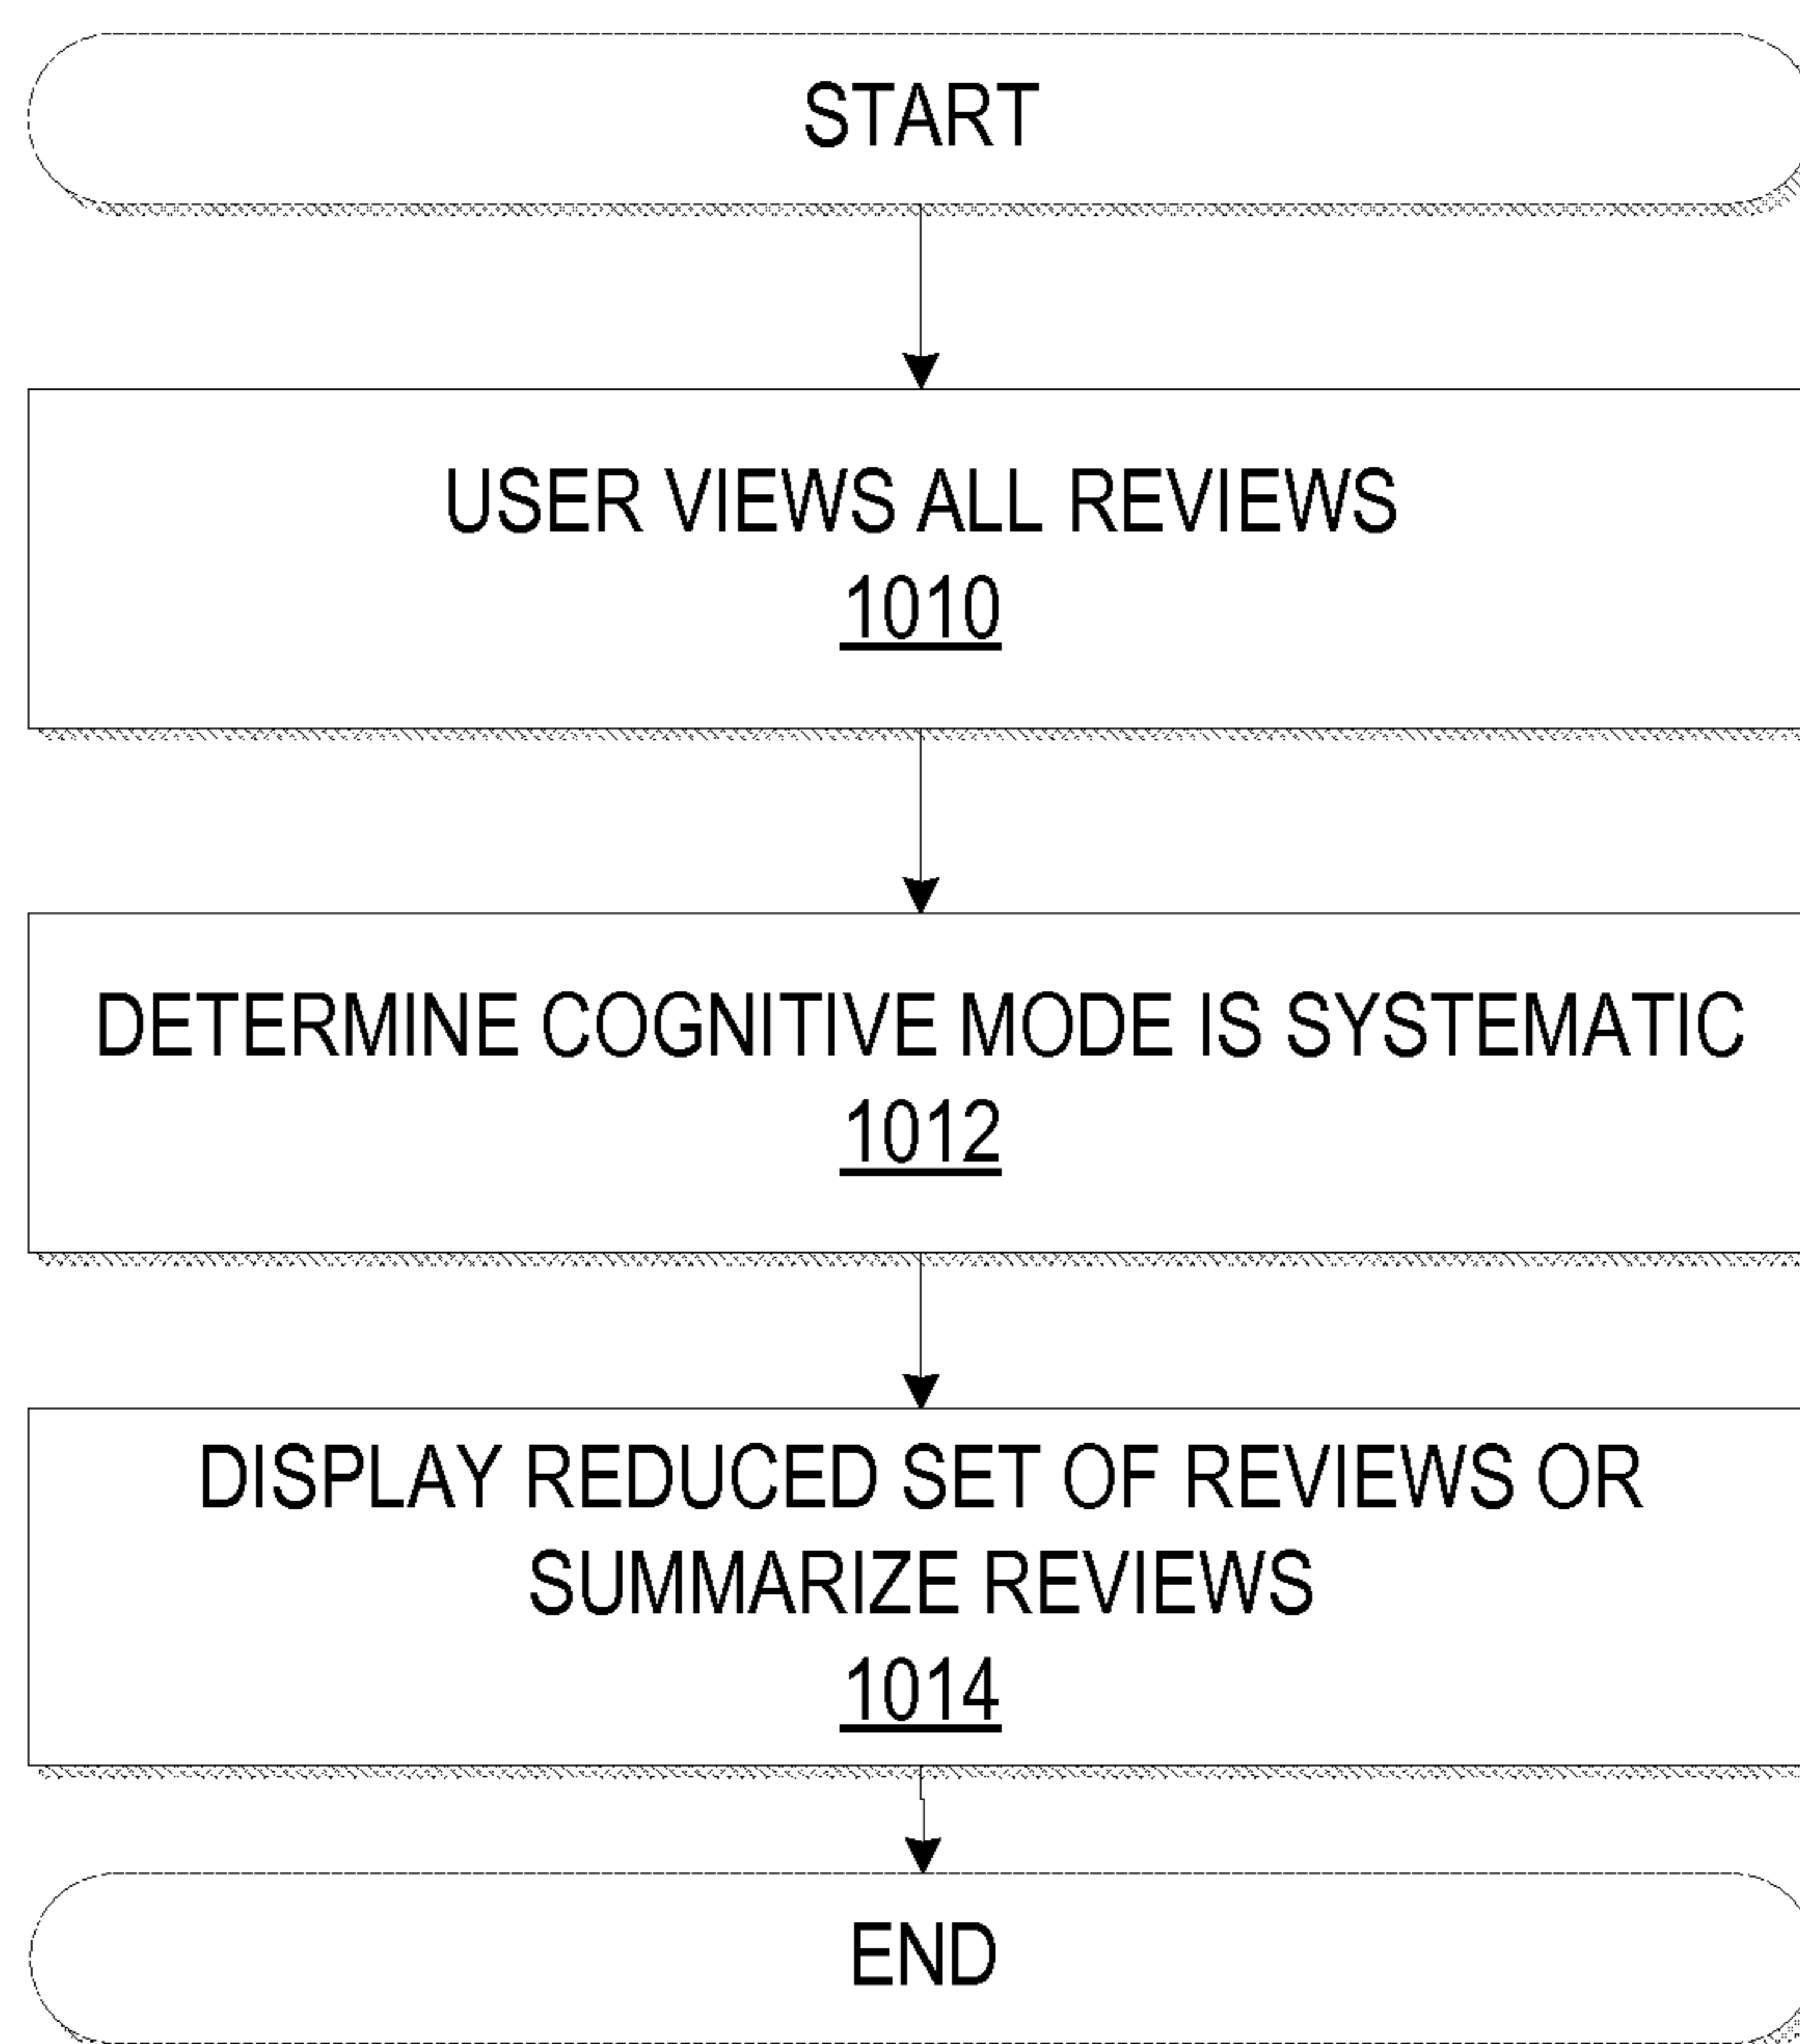 START
USER VIEWS ALL REVIEWS
1010
DETERMINE COGNITIVE MODE IS SYSTEMATIC
1012
DISPLAY REDUCED SET OF REVIEWS OR
SUMMARIZE REVIEWS
1014
END